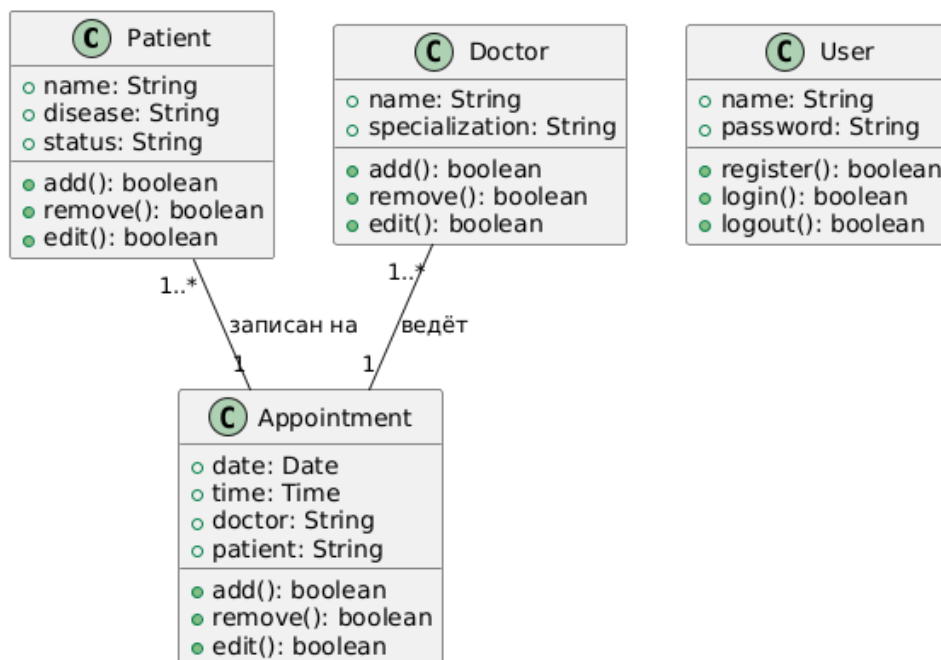 C Patient
name: String
disease: String
status: String
add(): boolean
remove(): boolean
edit(): boolean
C Doctor
name: String
specialization: String
add(): boolean
remove(): boolean
edit(): boolean
C User
name: String
password: String
register(): boolean
login(): boolean
logout(): boolean
1..*
записан на
1
1..*
ведёт
1
C Appointment
date: Date
time: Time
doctor: String
patient: String
add(): boolean
remove(): boolean
edit(): boolean